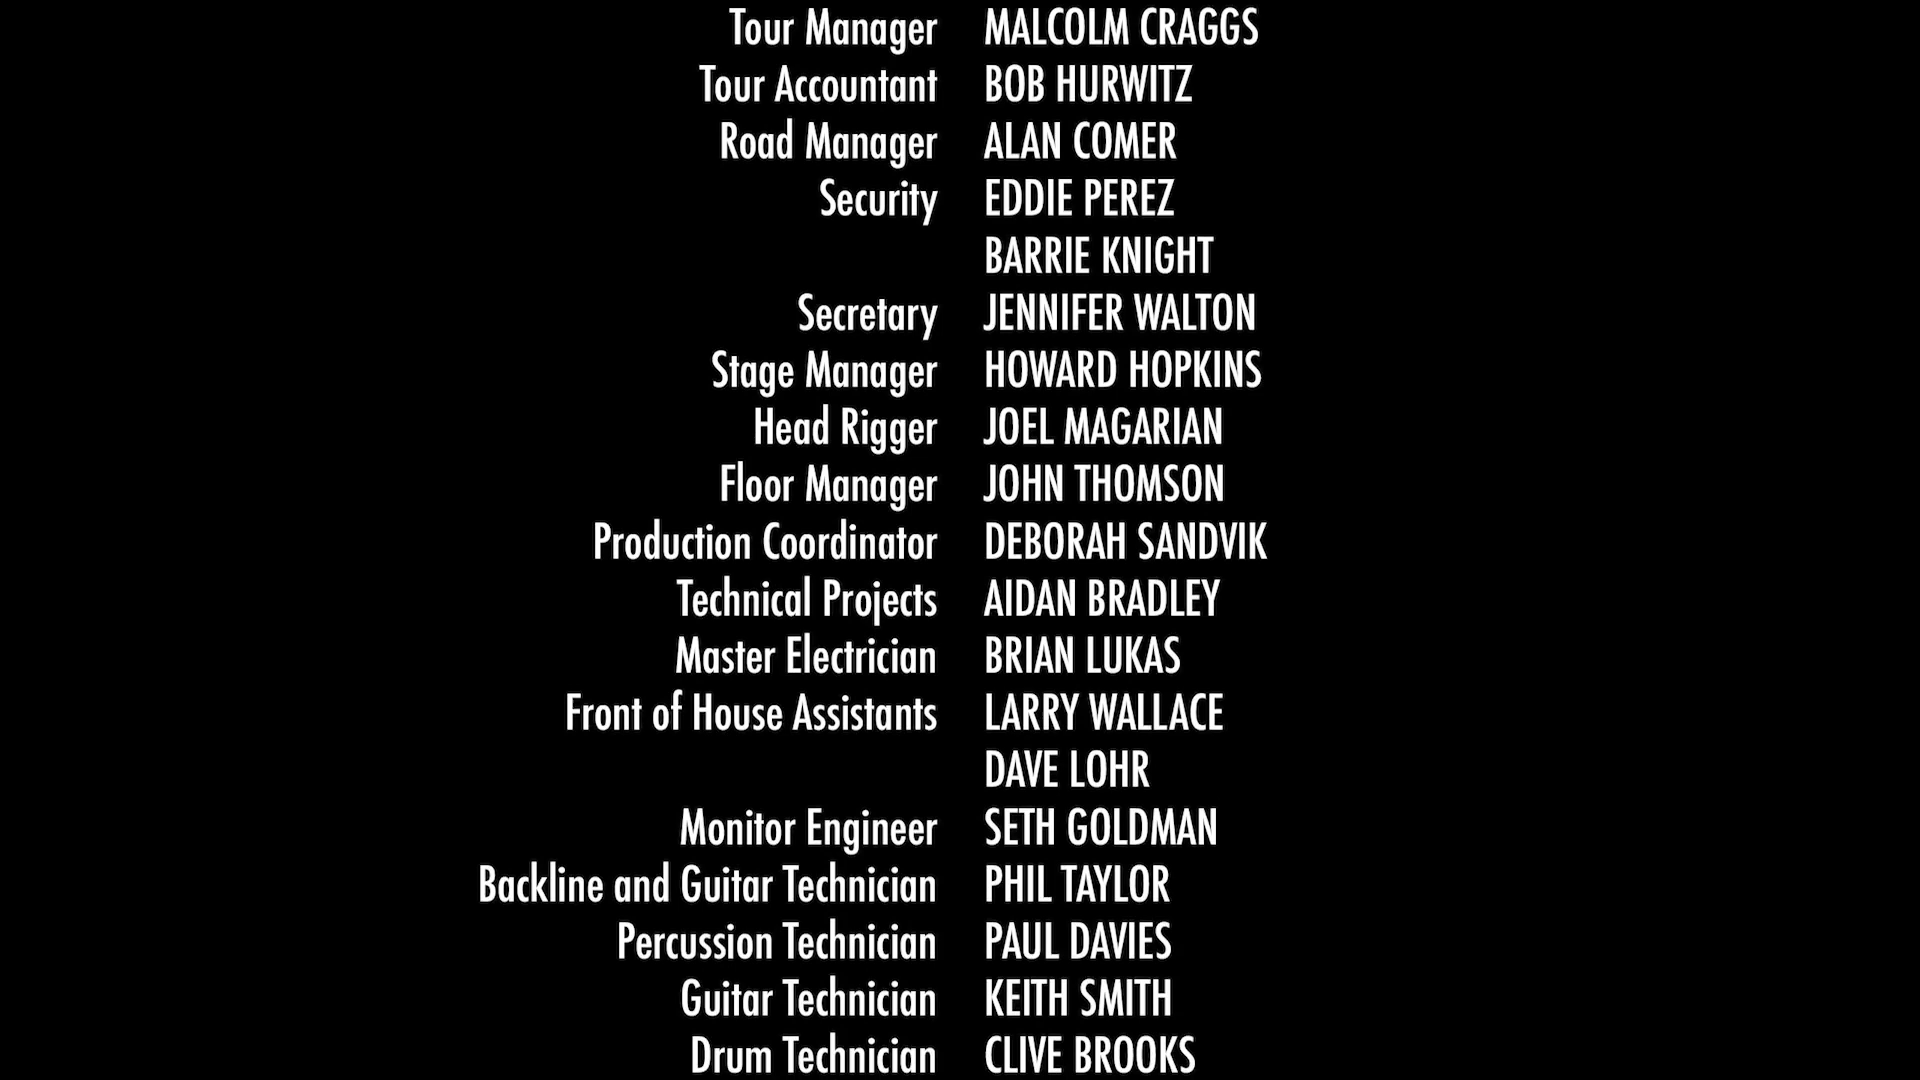 Tour Manager MALCOLM CRAGGS
Tour Accountant BOB HURWITZ
Road Manager ALAN COMER
Security EDDIE PEREZ
BARRIE KNIGHT
Secretary JENNIFER WALTON
Stage Manager HOWARD HOPKINS
Head Rigger JOEL MAGARIAN
Floor Manager JOHN THOMSON
Production Coordinator DEBORAH SANDVIK
Technical Projects AIDAN BRADLEY
Master Electrician BRIAN LUKAS
Front of House Assistants LARRY WALLACE
DAVE LOHR
Monitor Engineer SETH GOLDMAN
Backline and Guitar Technician PHIL TAYLOR
Percussion Technician PAUL DAVIES
Guitar Technician KEITH SMITH
Drum Technician CLIVE BROOKS